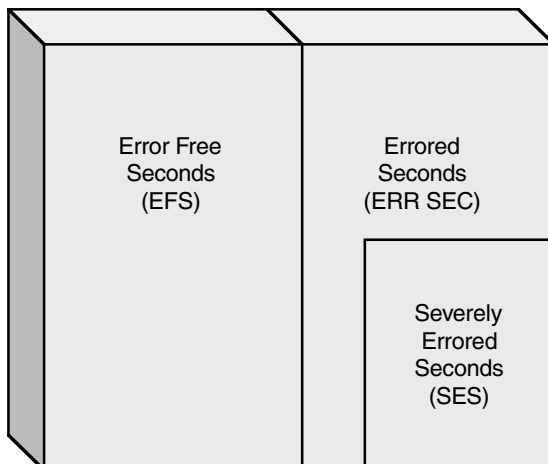 Error Free
Seconds
(EFS)
Errored
Seconds
(ERR SEC)
Severely
Errored
Seconds
(SES)